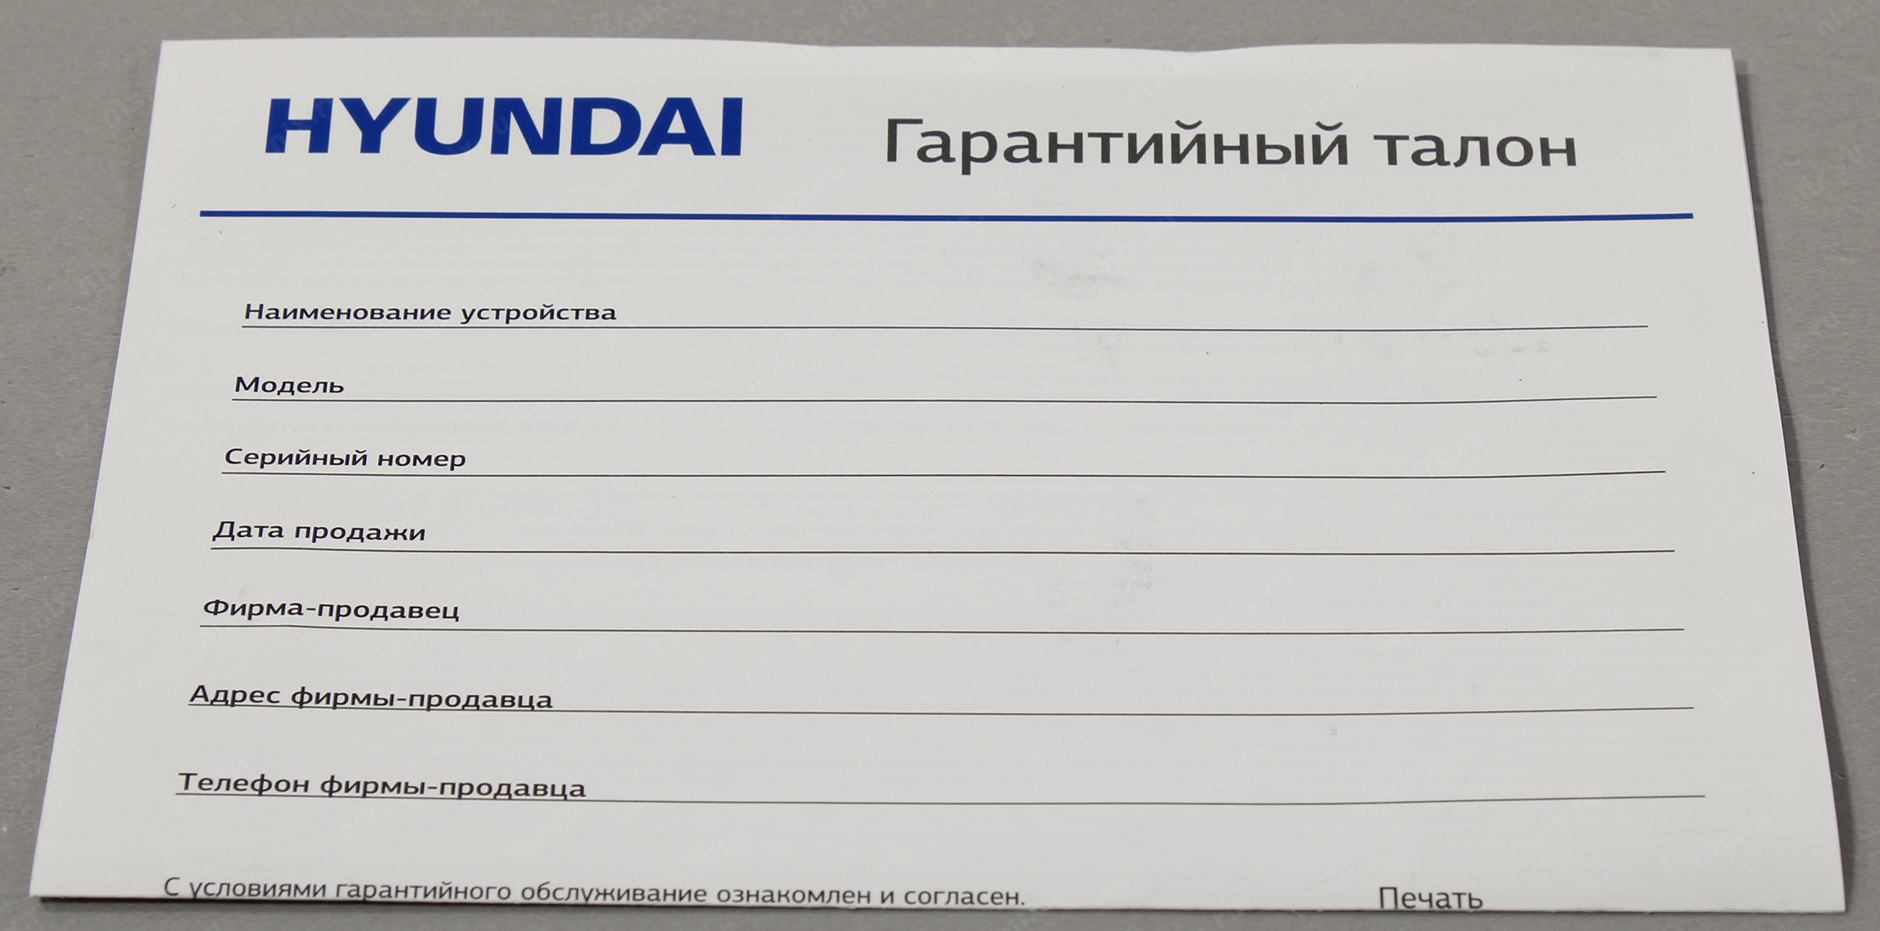 HYUNDAI Гарантийный талон
Наименование устройства
Модель
Серийный номер
Дата продажи
Фирма-продавец
Адрес фирмы-продавца
Телефон фирмы-продавца
С условиями гарантийного обслуживание ознакомлен и согласен. Печать